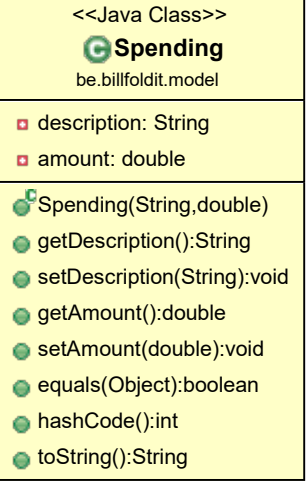 <<Java Class>>
C Spending
be.billfoldit.model
description: String
amount: double
C Spending(String,double)
getDescription():String
setDescription(String):void
getAmount():double
setAmount(double):void
equals(Object):boolean
hashCode():int
toString():String